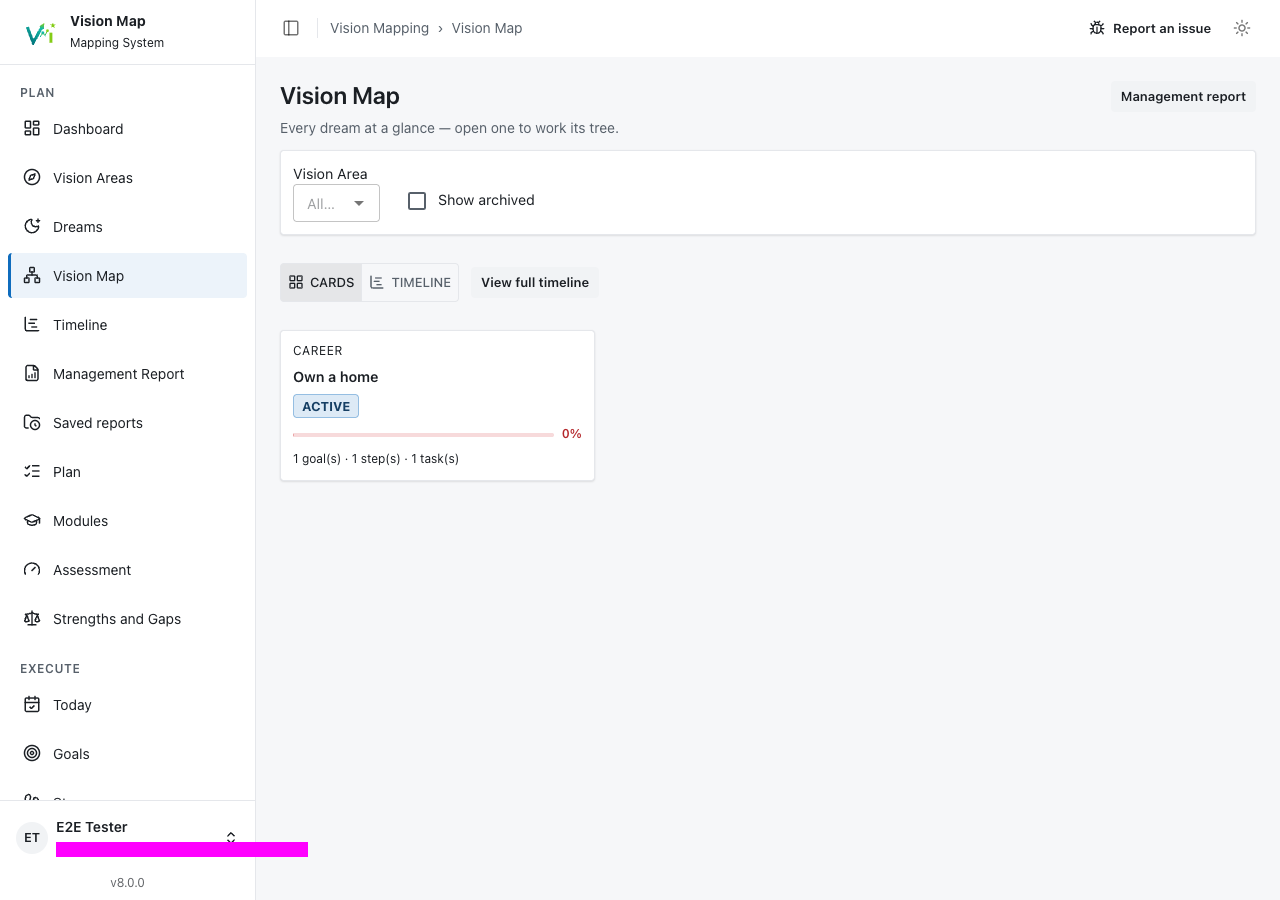 Vision Map
Mapping System
PLAN
Dashboard
Vision Areas
Dreams
Vision Map
Timeline
Management Report
Saved reports
Plan
Modules
Assessment
Strengths and Gaps
EXECUTE
Today
Goals
ET
E2E Tester
v8.0.0
Vision Mapping › Vision Map
Report an issue
Vision Map
Management report
Every dream at a glance — open one to work its tree.
Vision Area
All...
Show archived
CARDS
TIMELINE
View full timeline
CAREER
Own a home
ACTIVE
0%
1 goal(s) · 1 step(s) · 1 task(s)